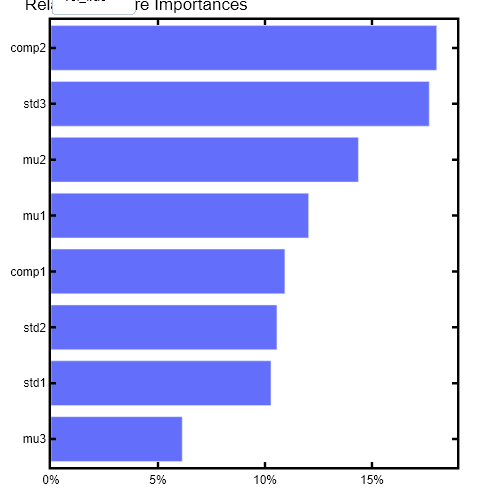 Rela re Importances
comp2
std3
mu2
mu1
comp1
std2
std1
mu3
0% 5% 10% 15%